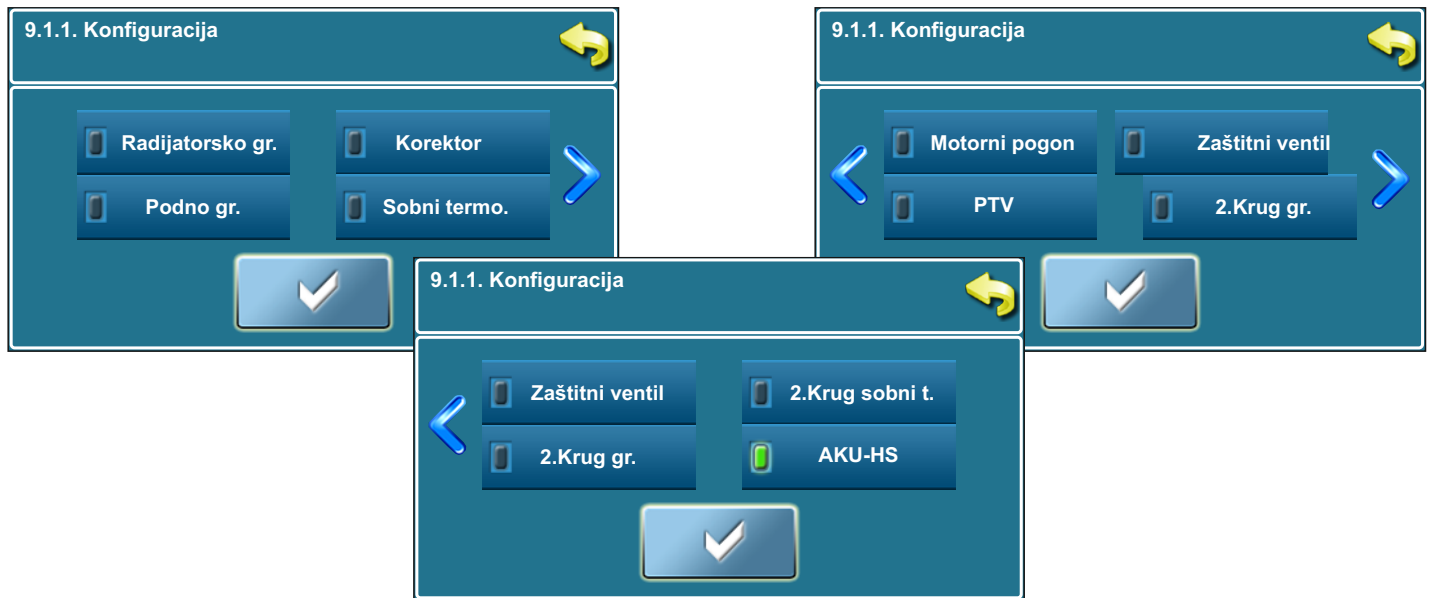 9.1.1. Konfiguracija
Radijatorsko gr.
Korektor
Podno gr.
Sobni termo.
9.1.1. Konfiguracija
Motorni pogon
Zaštitni ventil
PTV
2.Krug gr.
9.1.1. Konfiguracija
Zaštitni ventil
2.Krug sobni t.
2.Krug gr.
AKU-HS